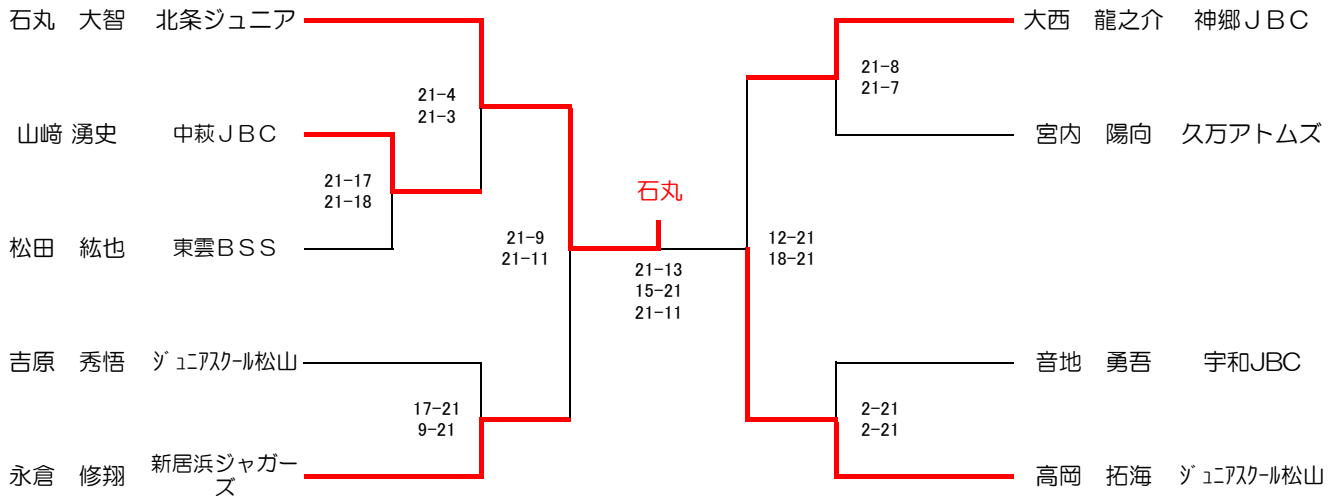 石丸　大智　北条ジュニア
21-4
21-3
山﨑 湧史　中萩ＪＢＣ
21-17
21-18
松田　紘也　東雲ＢＳＳ
21-9
21-11
吉原　秀悟　ｼﾞｭﾆｱｽｸｰﾙ松山
17-21
9-21
永倉　修翔　新居浜ジャガー
ズ
石丸
21-13
15-21
21-11
大西　龍之介　神郷ＪＢＣ
21-8
21-7
宮内　陽向　久万アトムズ
12-21
18-21
音地　勇吾　宇和JBC
2-21
2-21
高岡　拓海　ｼﾞｭﾆｱｽｸｰﾙ松山